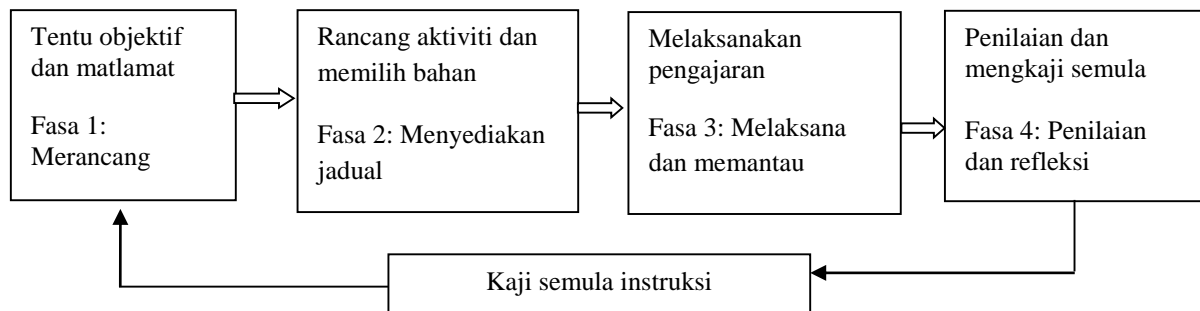 Tentu objektif
dan matlamat
Fasa 1:
Merancang
Rancang aktiviti dan
memilih bahan
Fasa 2: Menyediakan
jadual
Melaksanakan
pengajaran
Fasa 3: Melaksana
dan memantau
Penilaian dan
mengkaji semula
Fasa 4: Penilaian
dan refleksi
Kaji semula instruksi